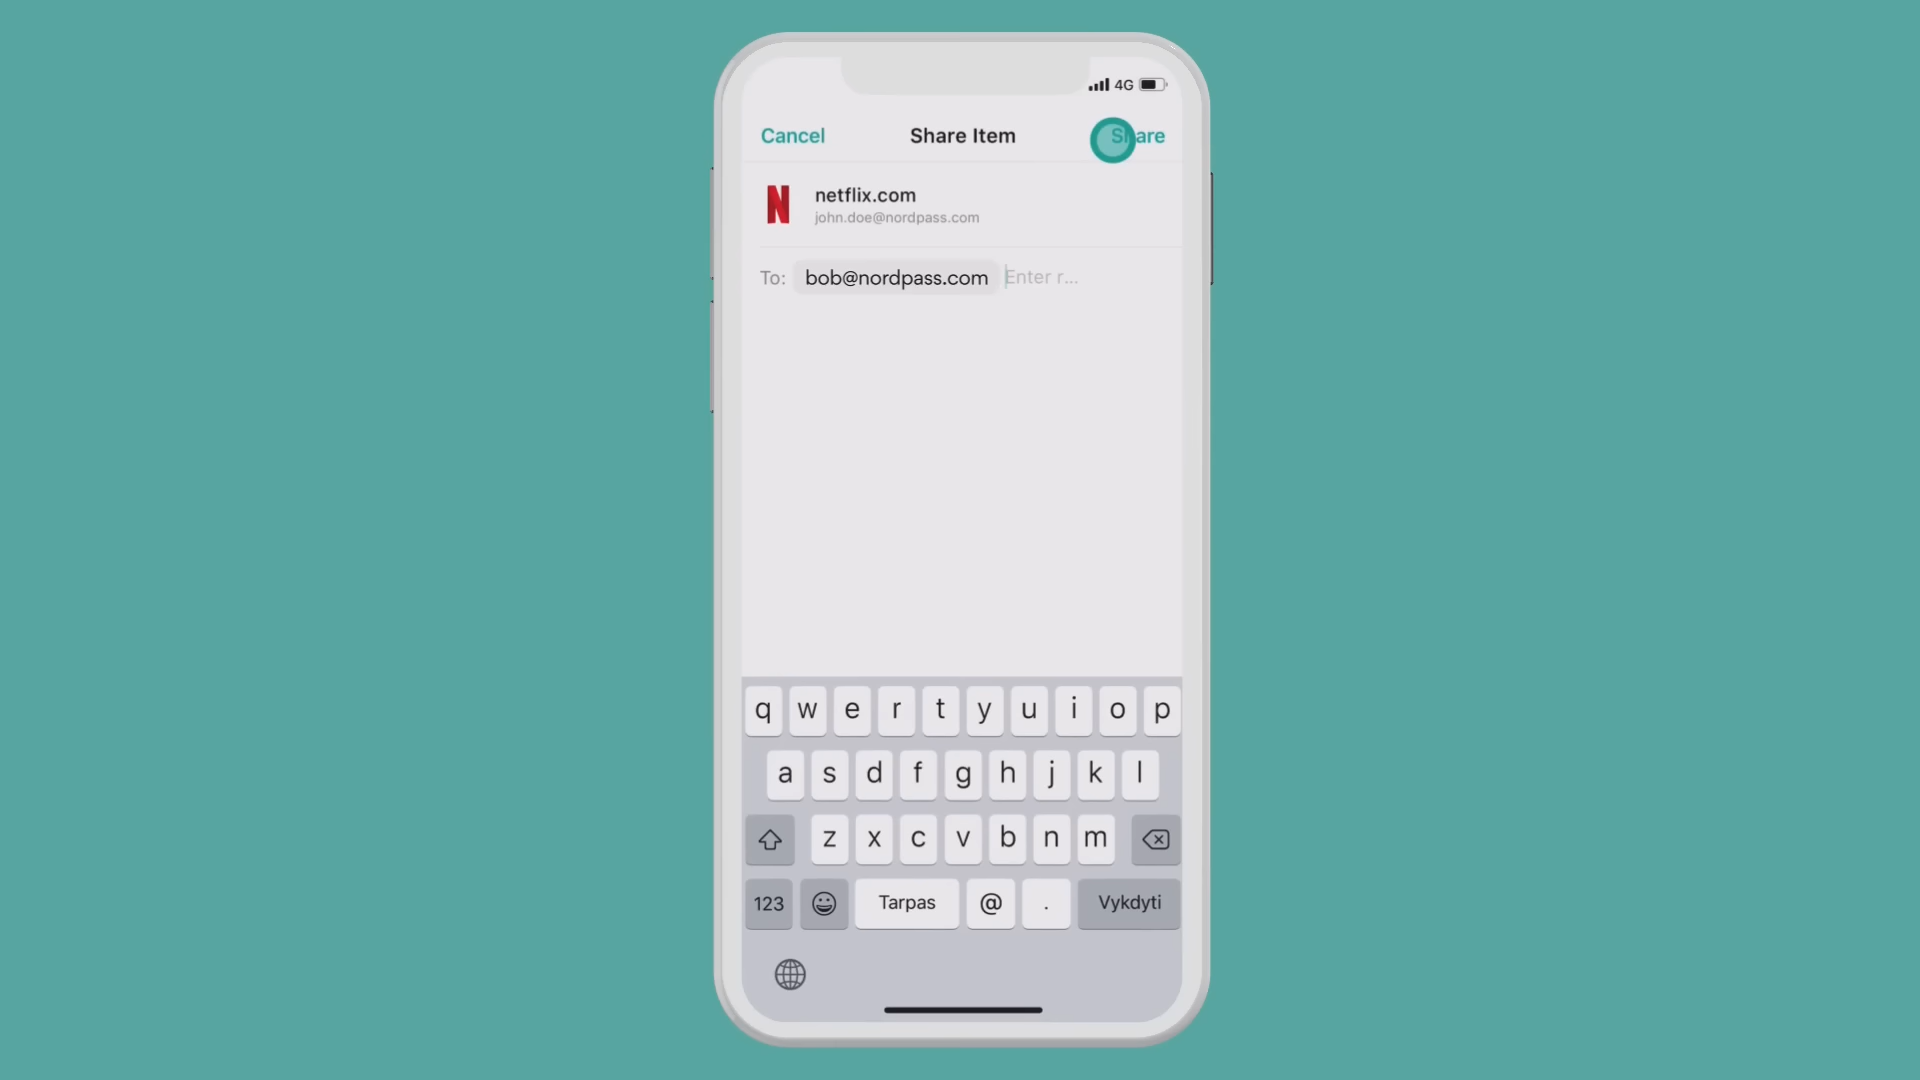 4G
Cancel Share Item Share
netflix.com
john.doe@nordpass.com
To: bob@nordpass.com Enter r...
q w e r t y u i o p
a s d f g h j k l
z x c v b n m
123 Tarpas @ . Vykdyti